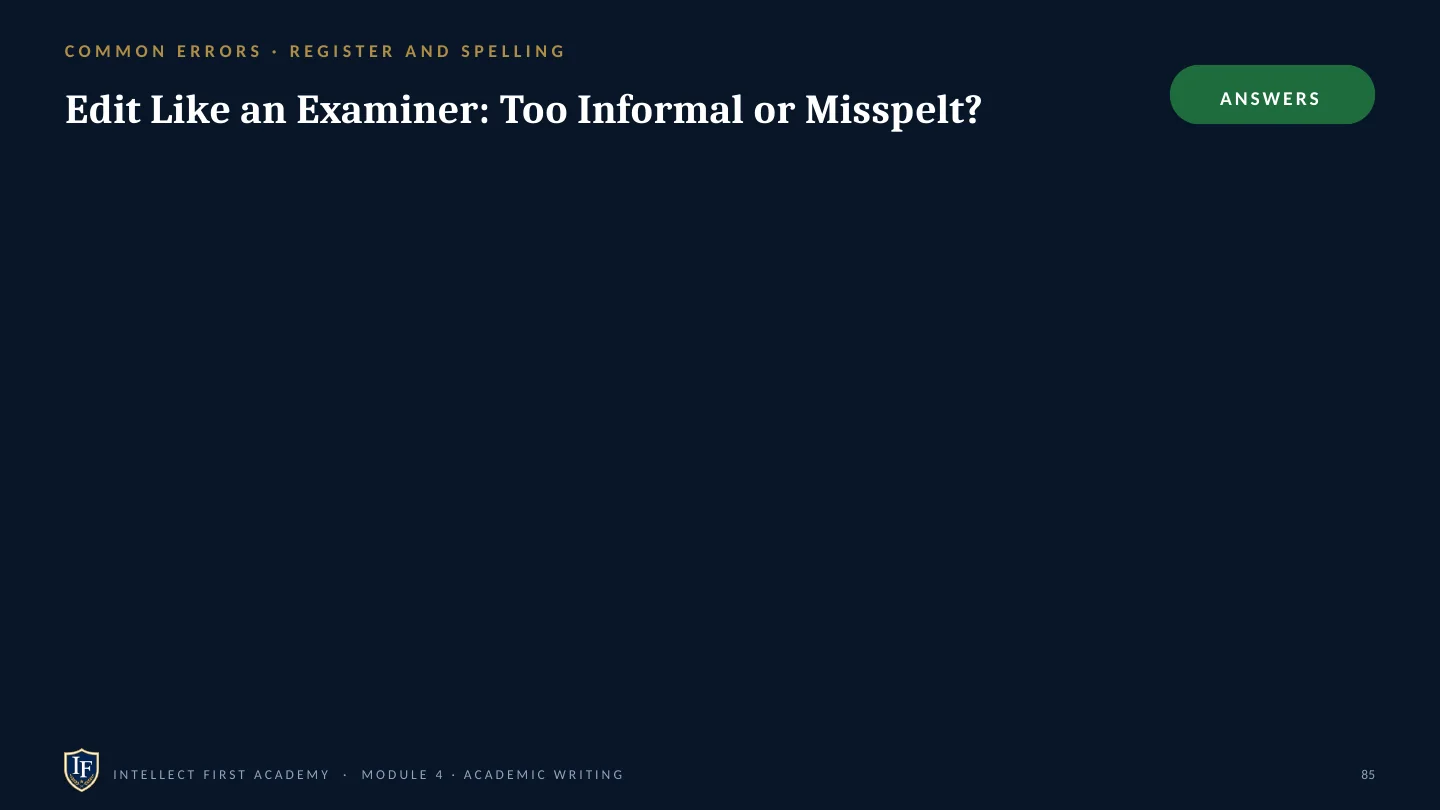 COMMON ERRORS · REGISTER AND SPELLING
Edit Like an Examiner: Too Informal or Misspelt?
ANSWERS
IF
INTELLECT FIRST ACADEMY · MODULE 4 · ACADEMIC WRITING
85